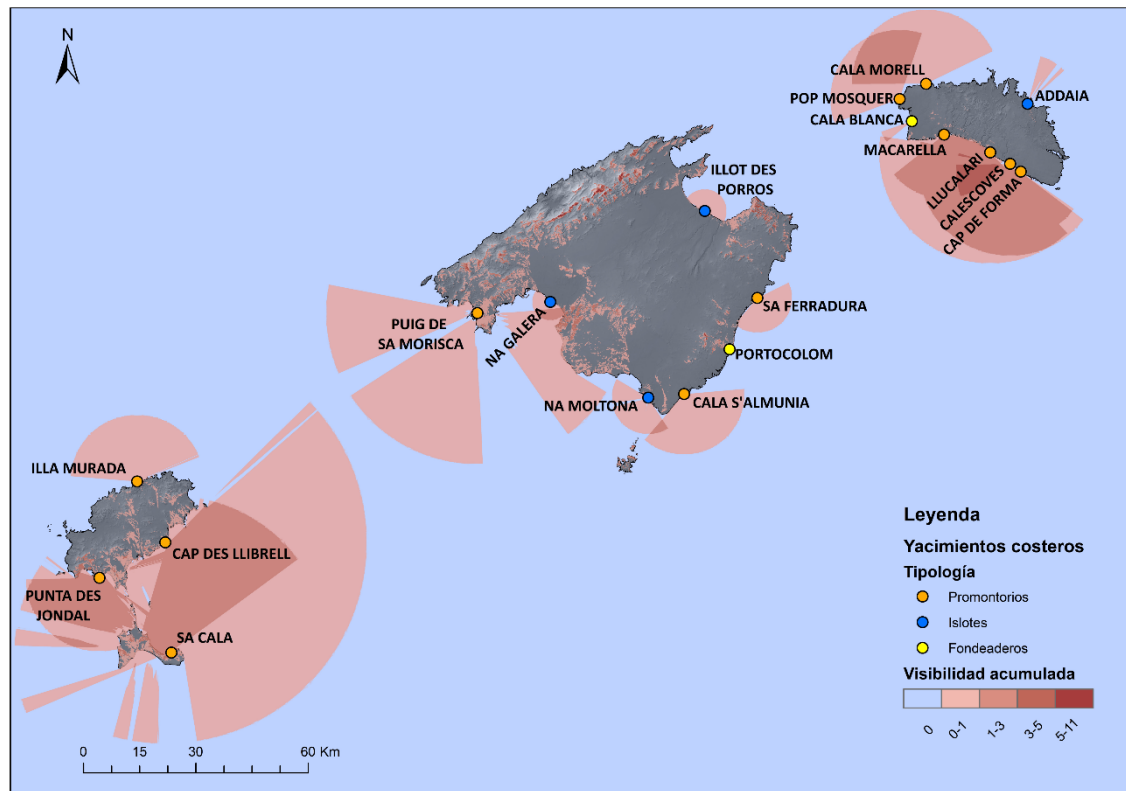 N
CALA MORELL
POP MOSQUER
ADDAIA
CALA BLANCA
MACARELLA
LLUCALARI
CALESCOVES
CAP DE FORMA
ILLOT DES
PORROS
SA FERRADURA
PUIG DE
SA MORISCA
NA GALERA
PORTOCOLOM
NA MOLTONA
CALA S'ALMUNIA
ILLA MURADA
CAP DES LLIBRELL
PUNTA DES
JONDAL
SA CALA
Leyenda
Yacimientos costeros
Tipología
Promontorios
Islotes
Fondeaderos
Visibilidad acumulada
0 0-1 1-3 3-5 5-11
0 15 30 60 Km